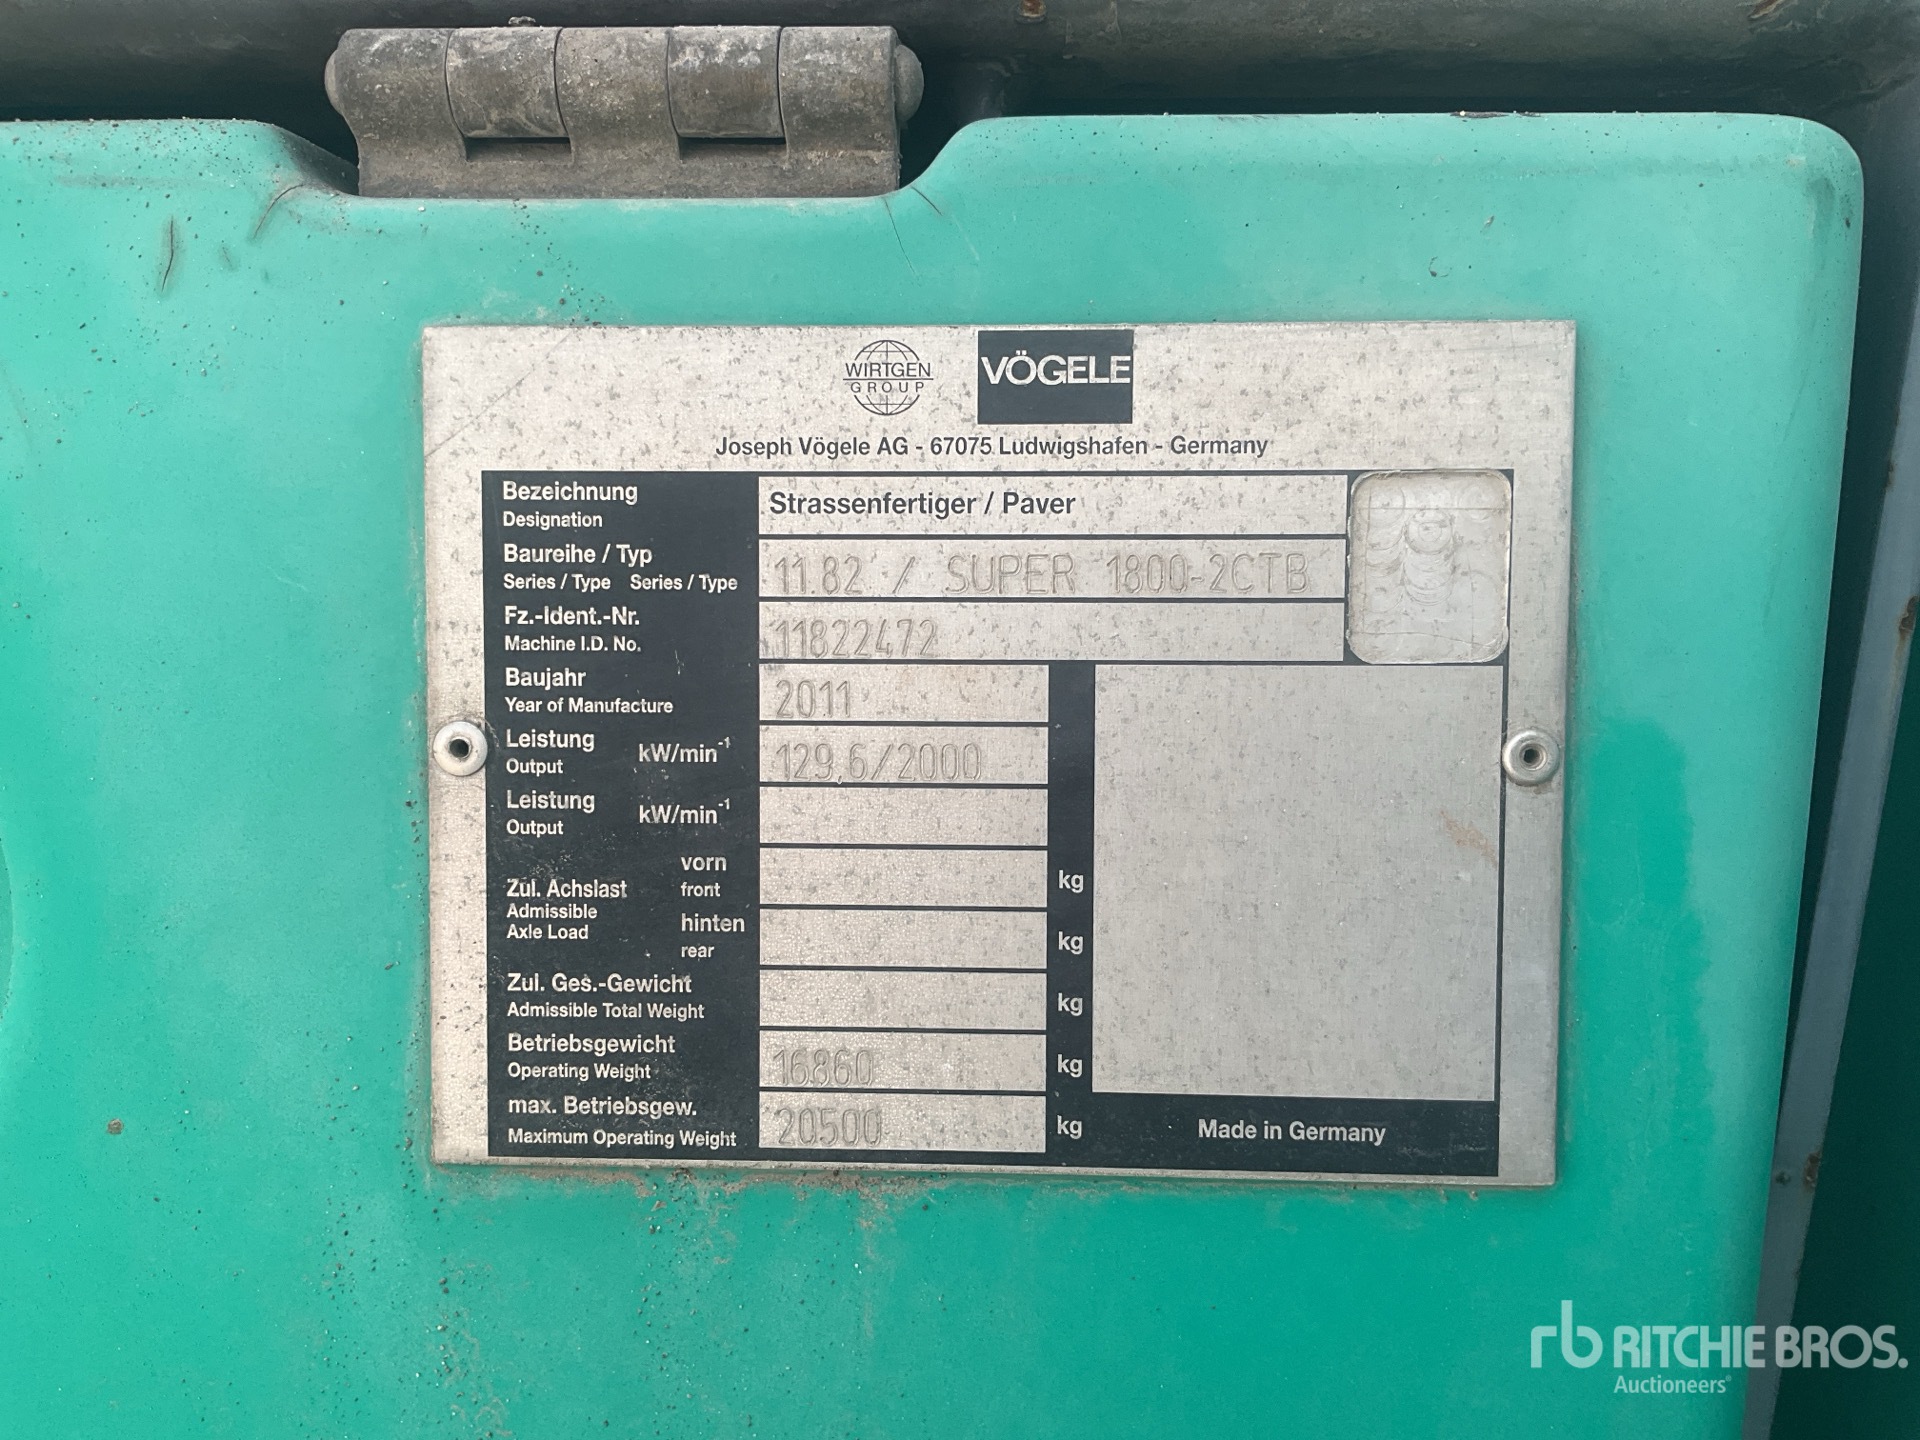 WIRTGEN
GROUP
VÖGELE
Joseph Vögele AG - 67075 Ludwigshafen - Germany
Bezeichnung
Designation
Strassenfertiger / Paver
Baureihe / Typ
Series / Type Series / Type
11.82 / SUPER 1800-2CTB
Fz.-Ident.-Nr.
Machine I.D. No.
11822472
Baujahr
Year of Manufacture
2011
Leistung
Output
kW/min⁻¹
129,6/2000
Leistung
Output
kW/min⁻¹
Zul. Achslast
Admissible
Axle Load
vorn
front
kg
hinten
rear
kg
Zul. Ges.-Gewicht
Admissible Total Weight
kg
Betriebsgewicht
Operating Weight
16860
kg
max. Betriebsgew.
Maximum Operating Weight
20500
kg
Made in Germany
rb RITCHIE BROS.
Auctioneers®